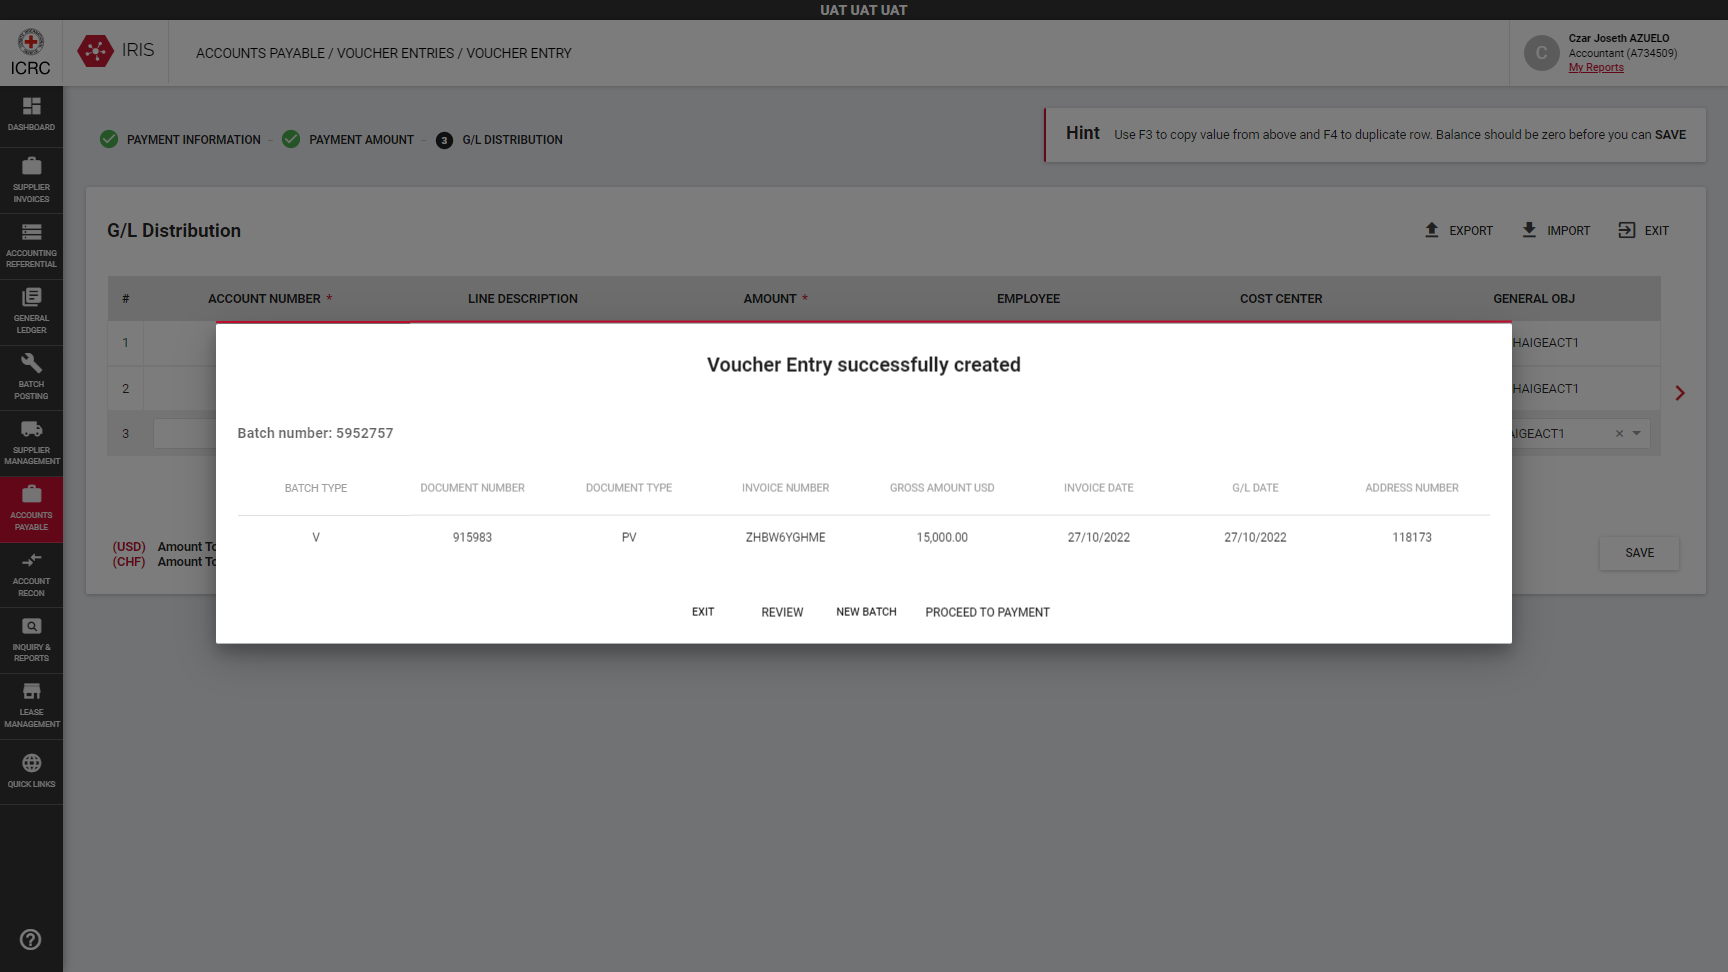 UAT UAT UAT
ICRC
IRIS
ACCOUNTS PAYABLE / VOUCHER ENTRIES / VOUCHER ENTRY
C
Czar Joseth AZUELO
Accountant (A734509)
My Reports
DASHBOARD
SUPPLIER
INVOICES
ACCOUNTING
REFERENTIAL
GENERAL
LEDGER
BATCH
POSTING
SUPPLIER
MANAGEMENT
ACCOUNTS
PAYABLE
ACCOUNT
RECON
INQUIRY &
REPORTS
LEASE
MANAGEMENT
QUICK LINKS
PAYMENT INFORMATION
PAYMENT AMOUNT
3 G/L DISTRIBUTION
Hint Use F3 to copy value from above and F4 to duplicate row. Balance should be zero before you can SAVE
G/L Distribution
EXPORT IMPORT EXIT
# ACCOUNT NUMBER * LINE DESCRIPTION AMOUNT * EMPLOYEE COST CENTER GENERAL OBJ
1 HAIGEACT1
2 HAIGEACT1
3 AIGEACT1
(USD) Amount To
(CHF) Amount To
SAVE
Voucher Entry successfully created
Batch number: 5952757
BATCH TYPE DOCUMENT NUMBER DOCUMENT TYPE INVOICE NUMBER GROSS AMOUNT USD INVOICE DATE G/L DATE ADDRESS NUMBER
V 915983 PV ZHBW6YGHME 15,000.00 27/10/2022 27/10/2022 118173
EXIT REVIEW NEW BATCH PROCEED TO PAYMENT